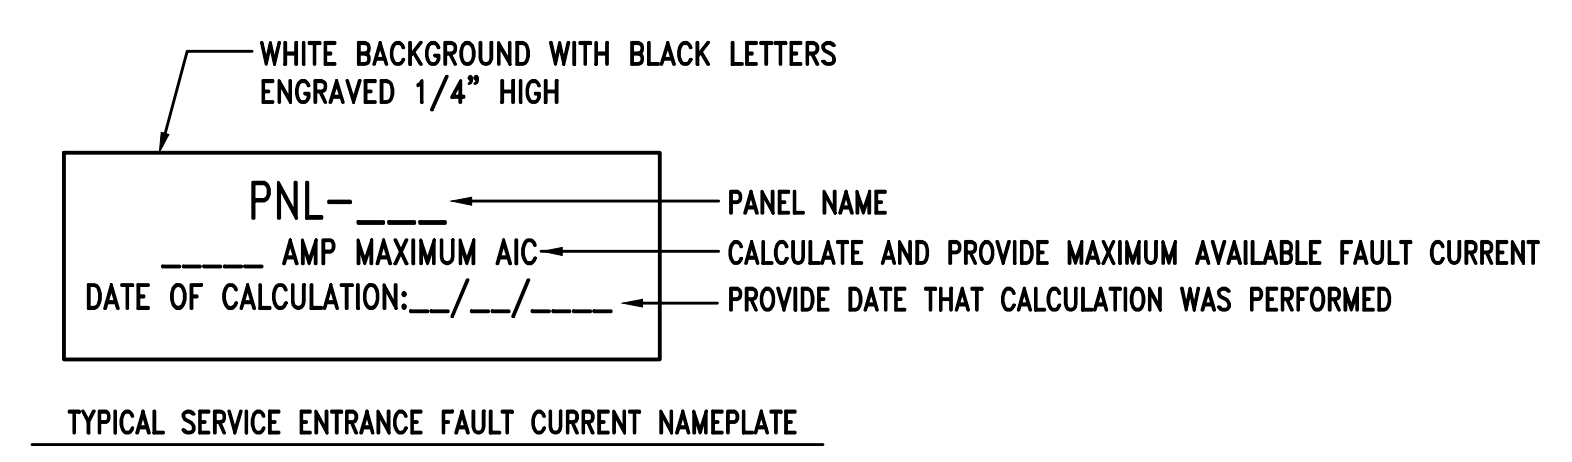 WHITE BACKGROUND WITH BLACK LETTERS
ENGRAVED 1/4" HIGH
PNL-___
PANEL NAME
_____ AMP MAXIMUM AIC
CALCULATE AND PROVIDE MAXIMUM AVAILABLE FAULT CURRENT
DATE OF CALCULATION:__/__/____
PROVIDE DATE THAT CALCULATION WAS PERFORMED
TYPICAL SERVICE ENTRANCE FAULT CURRENT NAMEPLATE